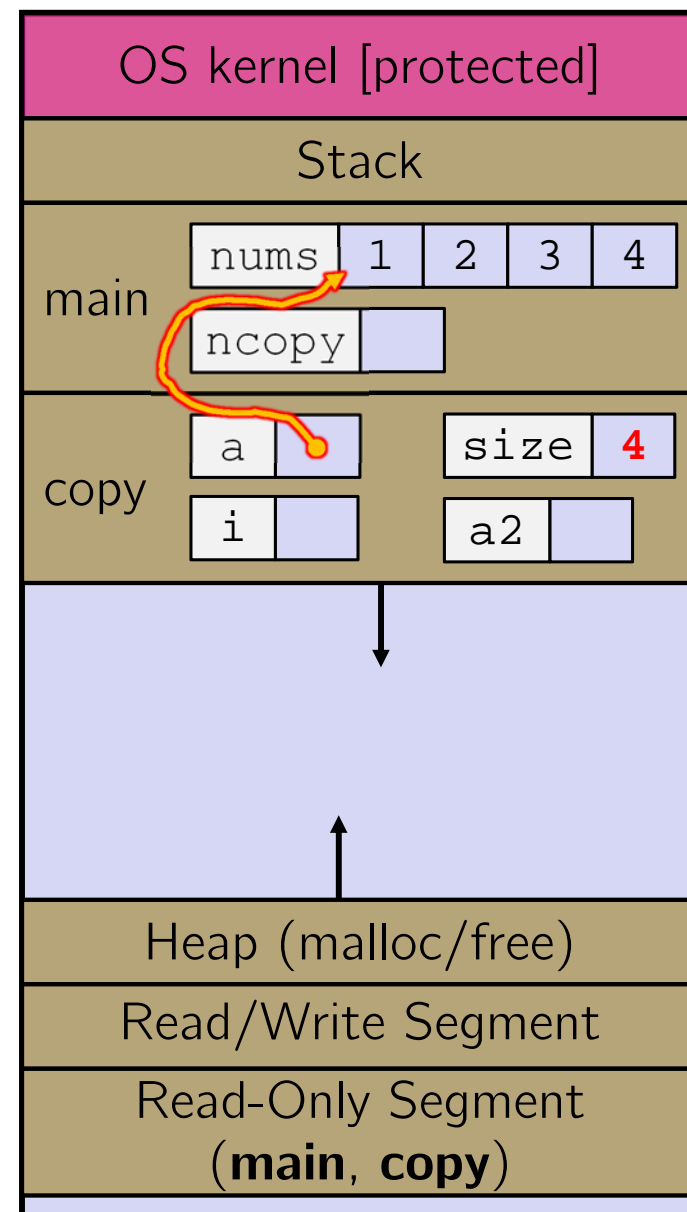 OS kernel [protected]
Stack
main
nums 1 2 3 4
ncopy
copy
a
size 4
i
a2
Heap (malloc/free)
Read/Write Segment
Read-Only Segment
(main, copy)